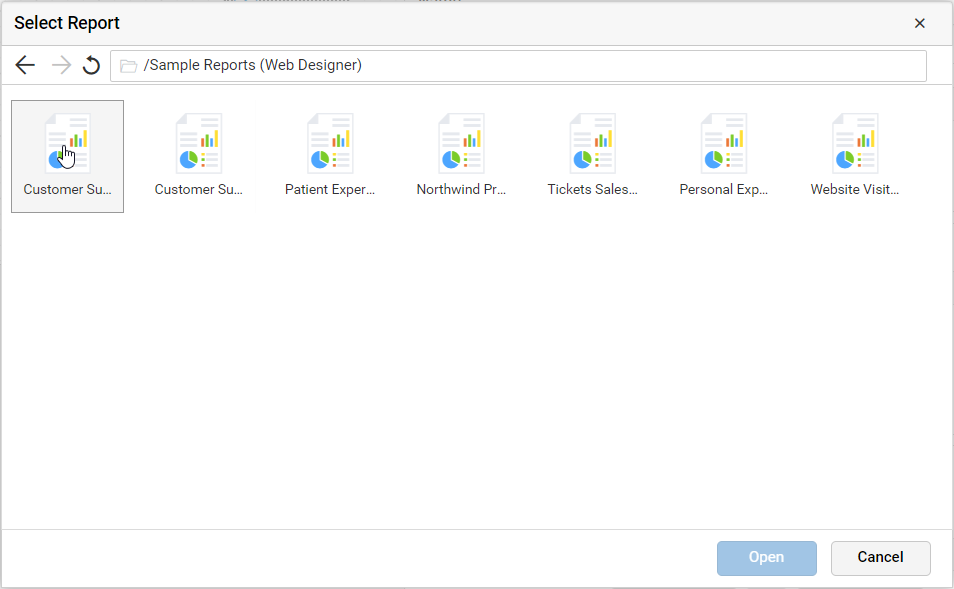 Select Report
/Sample Reports (Web Designer)
Customer Su...
Customer Su...
Patient Exper...
Northwind Pr...
Tickets Sales...
Personal Exp...
Website Visit...
Open
Cancel